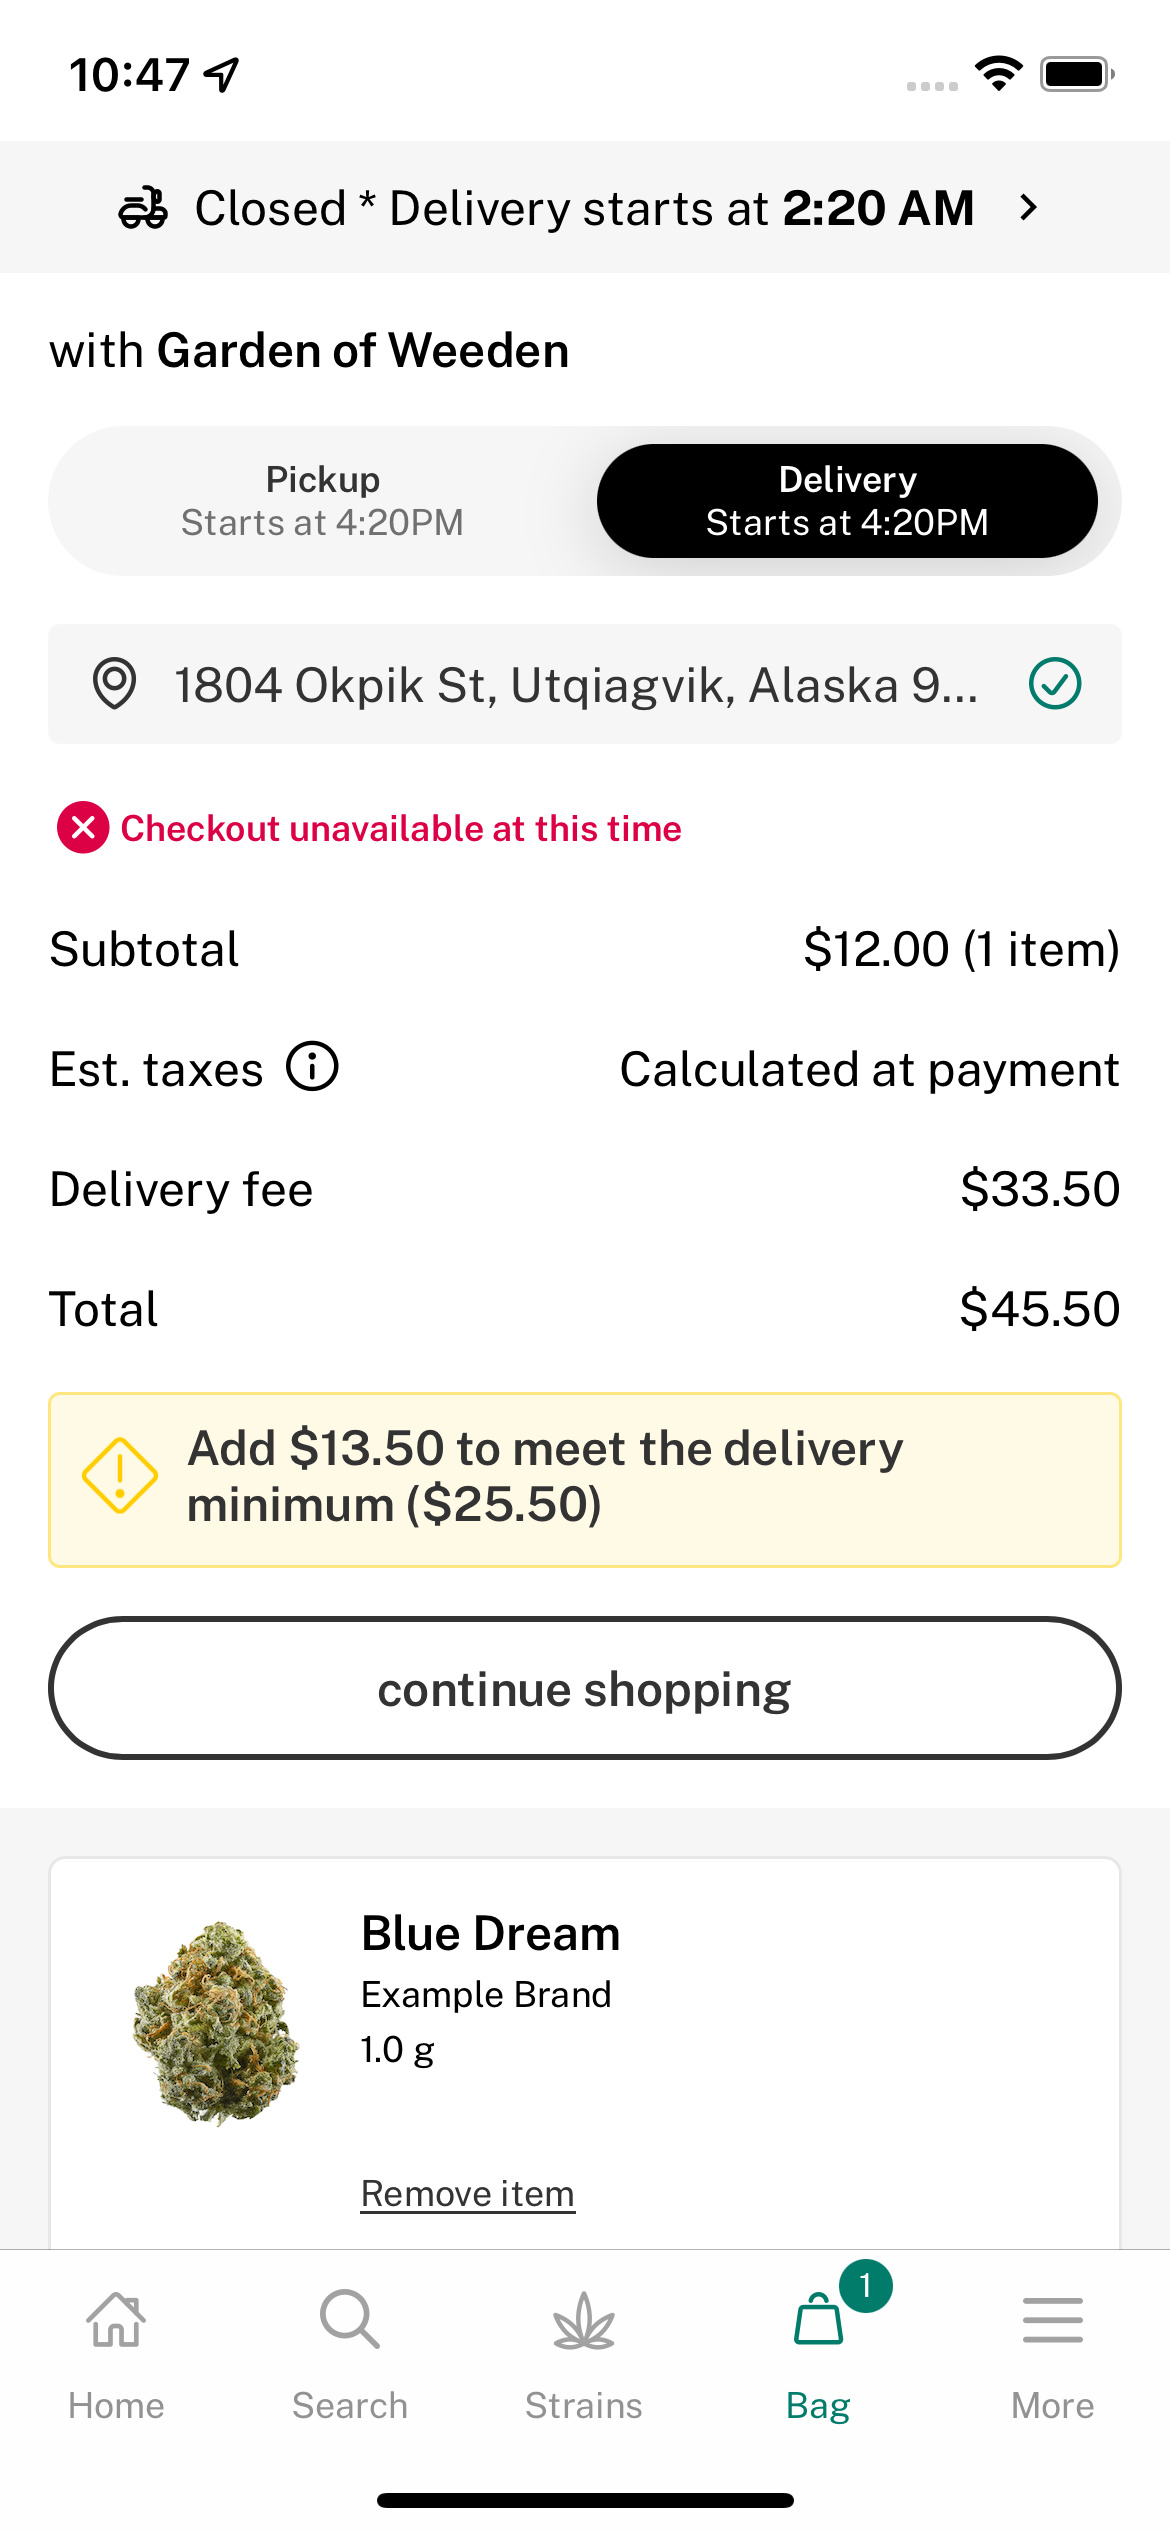 10:47
Closed * Delivery starts at 2:20 AM
with Garden of Weeden
Pickup
Starts at 4:20PM
Delivery
Starts at 4:20PM
1804 Okpik St, Utqiagvik, Alaska 9...
Checkout unavailable at this time
Subtotal $12.00 (1 item)
Est. taxes Calculated at payment
Delivery fee $33.50
Total $45.50
Add $13.50 to meet the delivery
minimum ($25.50)
continue shopping
Blue Dream
Example Brand
1.0 g
Remove item
1
Home Search Strains Bag More